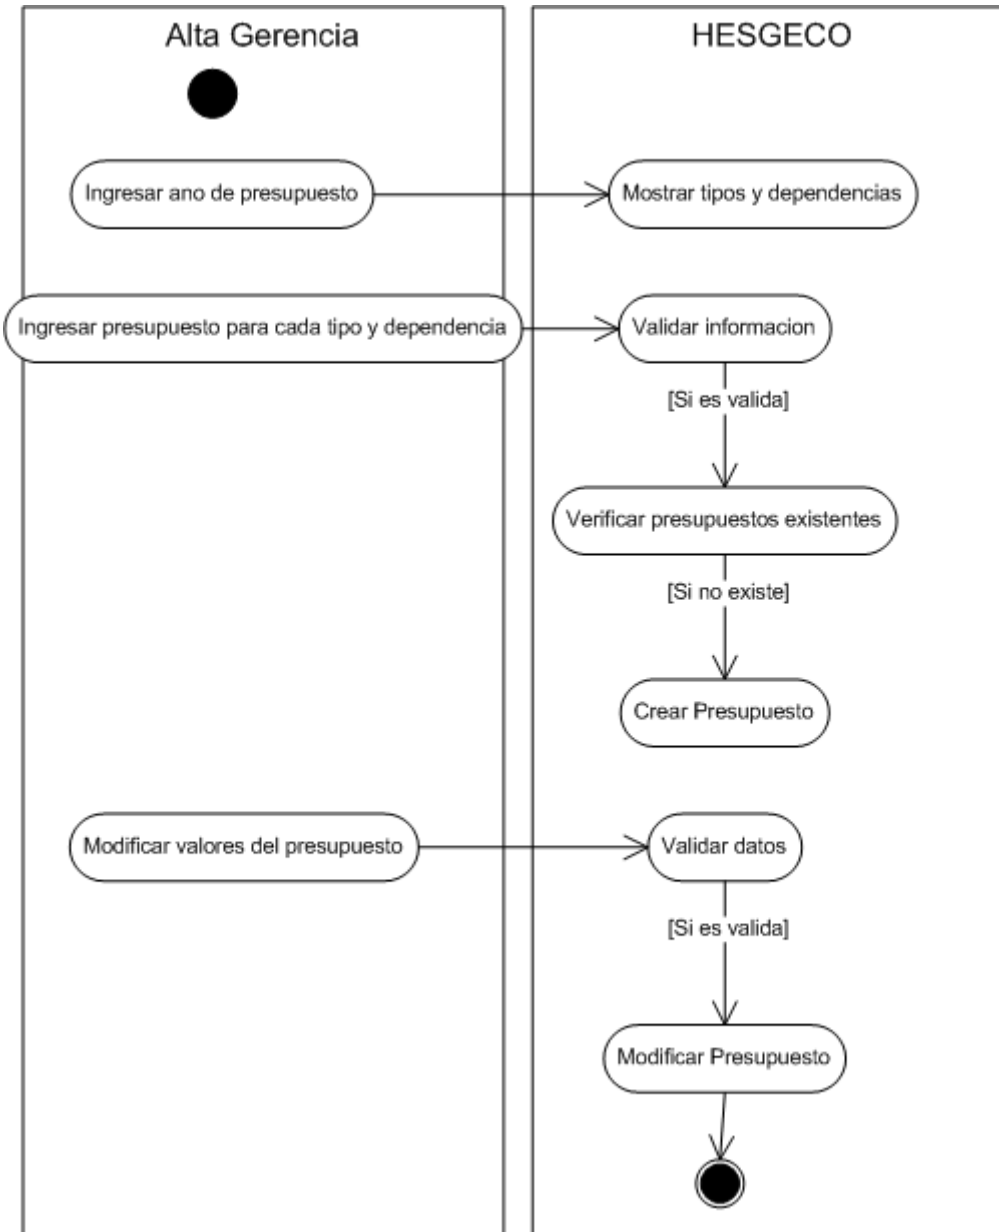 Alta Gerencia
HESGECO
Ingresar ano de presupuesto
Mostrar tipos y dependencias
Ingresar presupuesto para cada tipo y dependencia
Validar informacion
[Si es valida]
Verificar presupuestos existentes
[Si no existe]
Crear Presupuesto
Modificar valores del presupuesto
Validar datos
[Si es valida]
Modificar Presupuesto